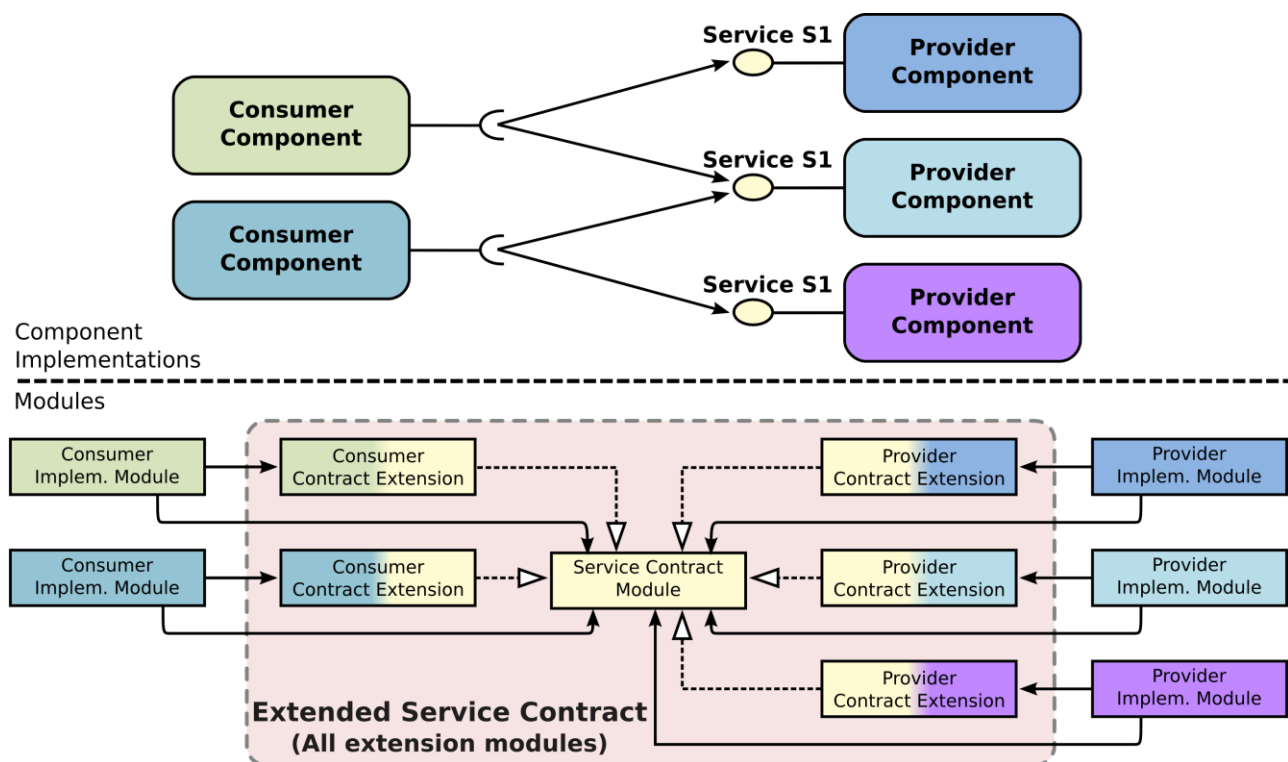 Service S1
Provider
Component
Consumer
Component
Service S1
Provider
Component
Consumer
Component
Service S1
Provider
Component
Component
Implementations
Modules
Consumer
Implem. Module
Consumer
Contract Extension
Provider
Contract Extension
Provider
Implem. Module
Consumer
Implem. Module
Consumer
Contract Extension
Service Contract
Module
Provider
Contract Extension
Provider
Implem. Module
Provider
Contract Extension
Provider
Implem. Module
Extended Service Contract
(All extension modules)